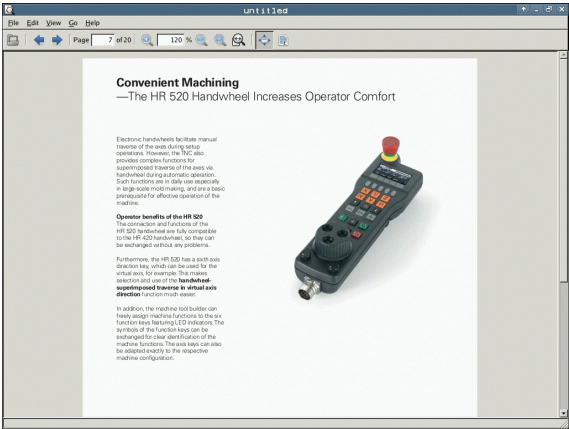 untitled
File Edit View Go Help
Page 7 of 20 120 %
Convenient Machining
—The HR 520 Handwheel Increases Operator Comfort
Electronic handwheels facilitate manual
traverse of the axes during setup
operations. However, the TNC also
provides complex functions for
superimposed traverse of the axes via
handwheel during automatic operation.
Such functions are in daily use especially
in large-scale mold making, and are a basic
prerequisite for effective operation of the
machine.
Operator benefits of the HR 520
The connection and functions of the
HR 520 handwheel are fully compatible
to the HR 420 handwheel, so they can
be exchanged without any problems.
Furthermore, the HR 520 has a sixth axis
direction key, which can be used for the
virtual axis, for example. This makes
selection and use of the handwheel-
superimposed traverse in virtual axis
direction function much easier.
In addition, the machine tool builder can
freely assign machine functions to the six
function keys featuring LED indicators. The
symbols of the function keys can be
exchanged for clear identification of the
machine functions. The axis keys can also
be adapted exactly to the respective
machine configuration.